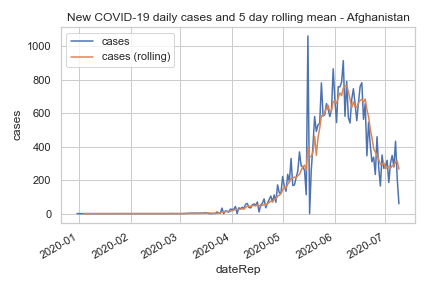 New COVID-19 daily cases and 5 day rolling mean - Afghanistan
cases
cases (rolling)
1000
800
600
400
200
0
cases
2020-01
2020-02
2020-03
2020-04
2020-05
2020-06
2020-07
dateRep